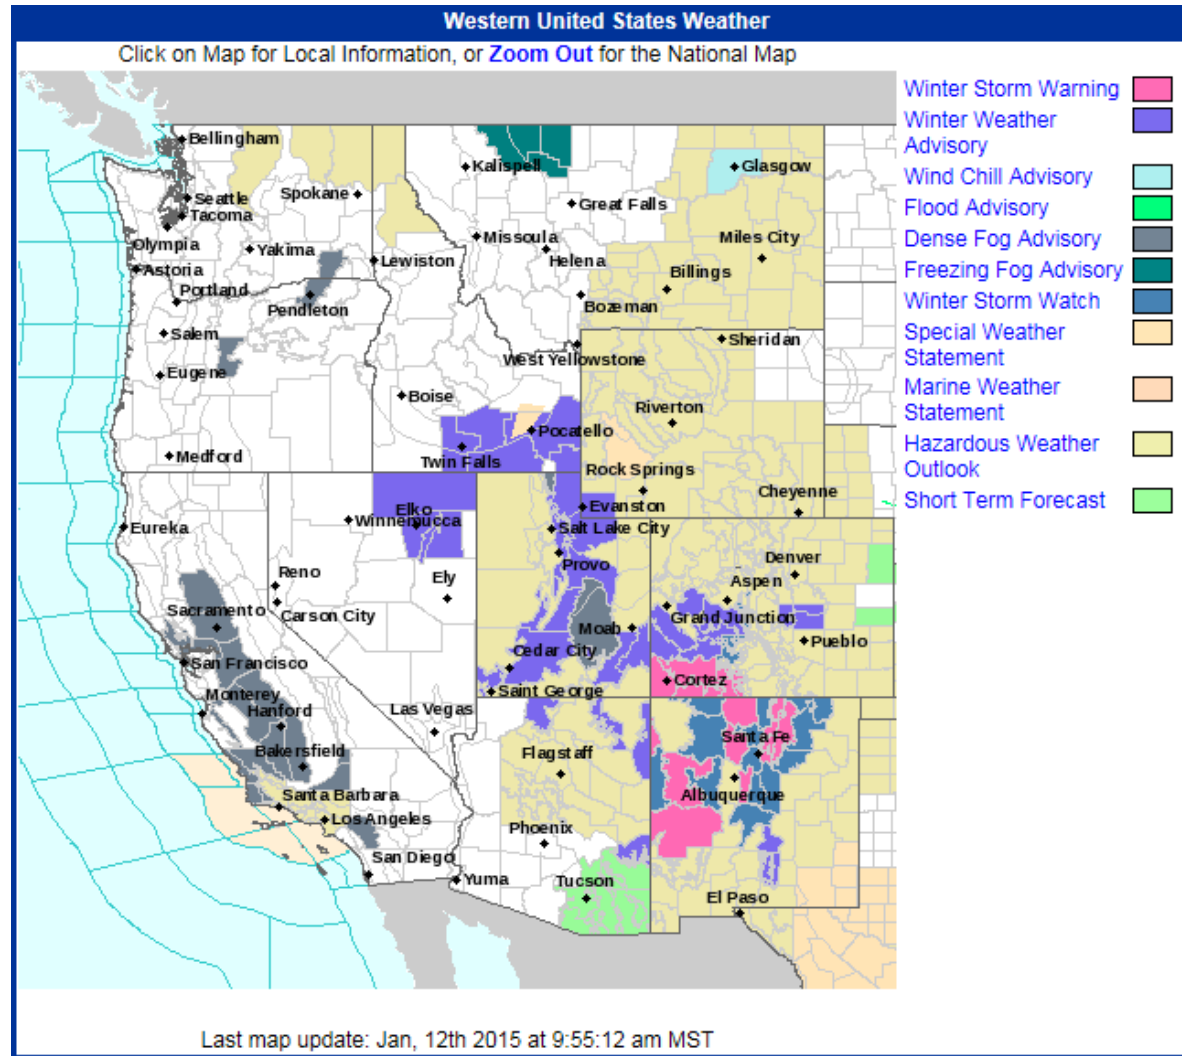 Western United States Weather
Click on Map for Local Information, or Zoom Out for the National Map
Winter Storm Warning
Winter Weather
Advisory
Wind Chill Advisory
Flood Advisory
Dense Fog Advisory
Freezing Fog Advisory
Winter Storm Watch
Special Weather
Statement
Marine Weather
Statement
Hazardous Weather
Outlook
Short Term Forecast
Bellingham
Kalispell
Glasgow
Spokane
Seattle
Great Falls
Tacoma
Olympia
Yakima
Missoula
Miles City
Lewiston
Helena
Astoria
Billings
Portland
Pendleton
Bozeman
Salem
Sheridan
West Yellowstone
Eugene
Boise
Riverton
Pocatello
Medford
Twin Falls
Rock Springs
Cheyenne
Elko
Evanston
Winnemucca
Eureka
Salt Lake City
Denver
Provo
Reno
Ely
Aspen
Sacramento
Carson City
Grand Junction
Moab
Pueblo
Cedar City
San Francisco
Cortez
Saint George
Monterey
Hanford
Las Vegas
Santa Fe
Bakersfield
Flagstaff
Santa Barbara
Albuquerque
Los Angeles
Phoenix
San Diego
Yuma
Tucson
El Paso
Last map update: Jan, 12th 2015 at 9:55:12 am MST